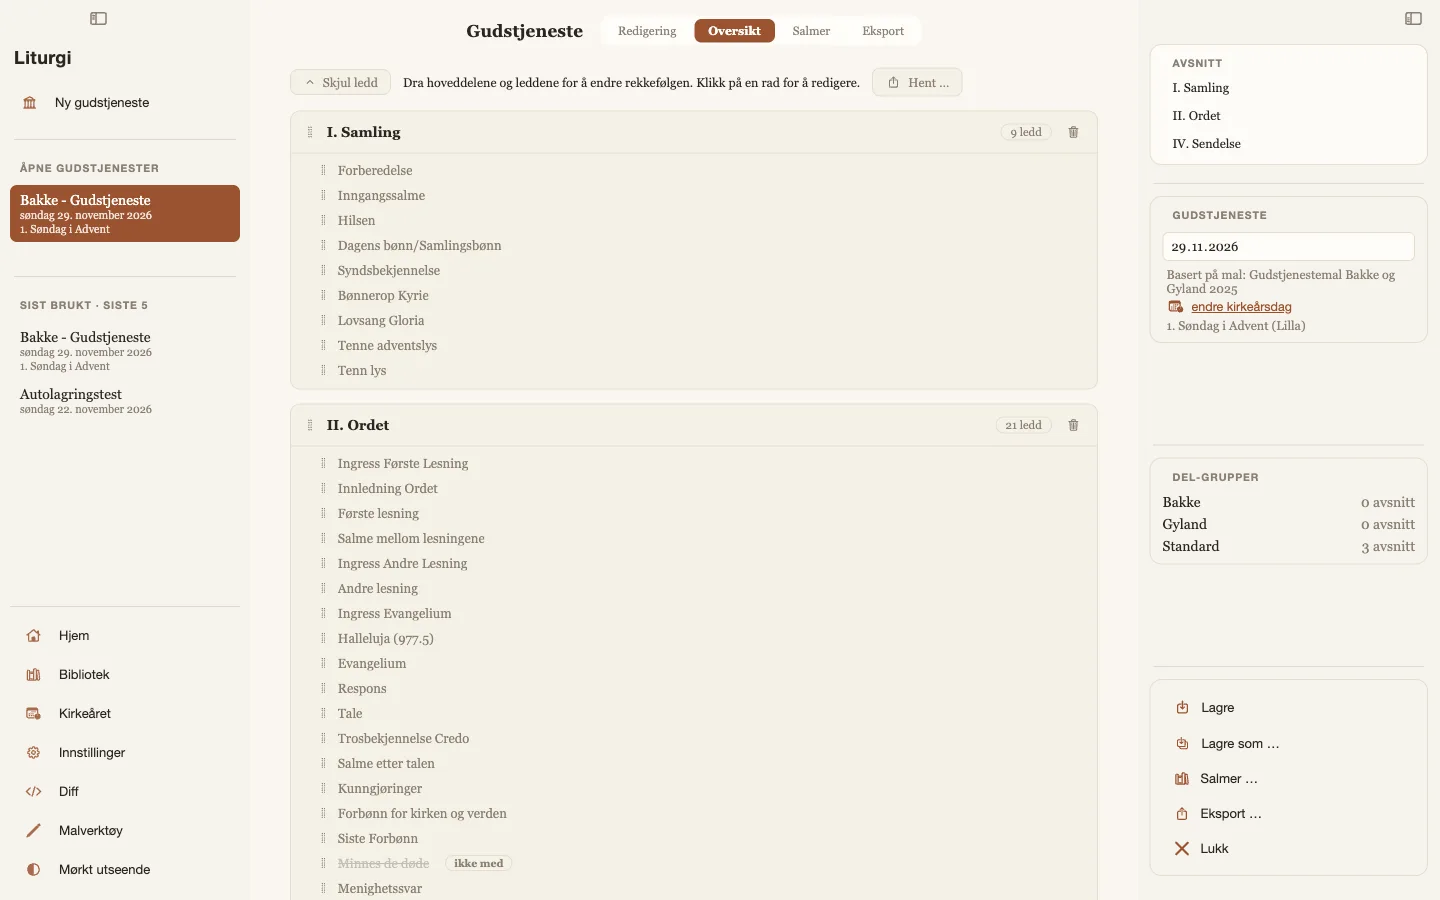 Liturgi
Ny gudstjeneste
ÅPNE GUDSTJENESTER
Bakke - Gudstjeneste
søndag 29. november 2026
1. Søndag i Advent
SIST BRUKT · SISTE 5
Bakke - Gudstjeneste
søndag 29. november 2026
1. Søndag i Advent
Autolagringstest
søndag 22. november 2026
Hjem
Bibliotek
Kirkeåret
Innstillinger
Diff
Malverktøy
Mørkt utseende
Gudstjeneste
Redigering Oversikt Salmer Eksport
Skjul ledd Dra hoveddelene og leddene for å endre rekkefølgen. Klikk på en rad for å redigere. Hent ...
I. Samling 9 ledd
Forberedelse
Inngangssalme
Hilsen
Dagens bønn/Samlingsbønn
Syndsbekjennelse
Bønnerop Kyrie
Lovsang Gloria
Tenne adventslys
Tenn lys
II. Ordet 21 ledd
Ingress Første Lesning
Innledning Ordet
Første lesning
Salme mellom lesningene
Ingress Andre Lesning
Andre lesning
Ingress Evangelium
Halleluja (977.5)
Evangelium
Respons
Tale
Trosbekjennelse Credo
Salme etter talen
Kunngjøringer
Forbønn for kirken og verden
Siste Forbønn
Minnes de døde ikke med
Menighetssvar
AVSNITT
I. Samling
II. Ordet
IV. Sendelse
GUDSTJENESTE
29.11.2026
Basert på mal: Gudstjenestemal Bakke og
Gyland 2025
endre kirkeårsdag
1. Søndag i Advent (Lilla)
DEL-GRUPPER
Bakke 0 avsnitt
Gyland 0 avsnitt
Standard 3 avsnitt
Lagre
Lagre som ...
Salmer ...
Eksport ...
Lukk